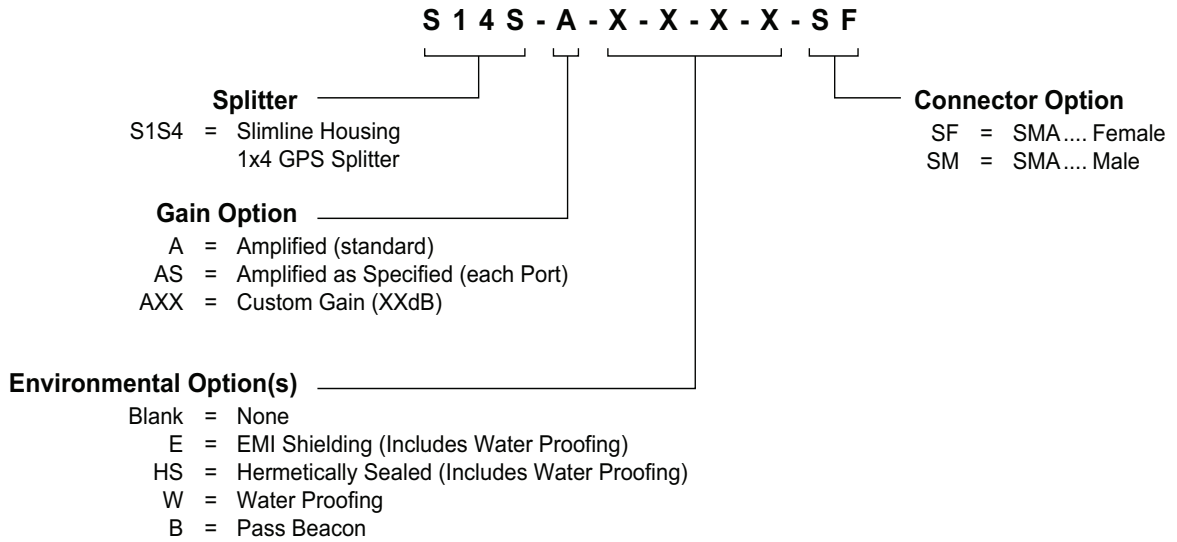 S 1 4 S - A - X - X - X - X - S F
Splitter
S1S4 = Slimline Housing
1x4 GPS Splitter
Connector Option
SF = SMA .... Female
SM = SMA .... Male
Gain Option
A = Amplified (standard)
AS = Amplified as Specified (each Port)
AXX = Custom Gain (XXdB)
Environmental Option(s)
Blank = None
E = EMI Shielding (Includes Water Proofing)
HS = Hermetically Sealed (Includes Water Proofing)
W = Water Proofing
B = Pass Beacon